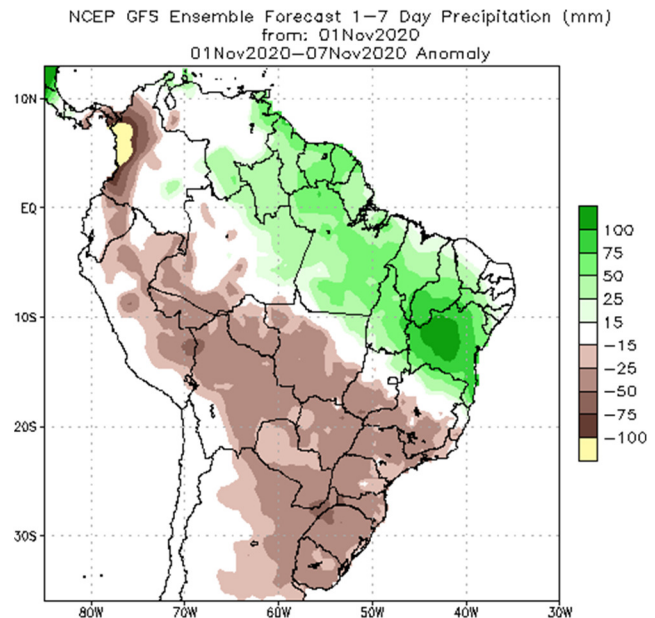 NCEP GFS Ensemble Forecast 1–7 Day Precipitation (mm)
from: 01Nov2020
01Nov2020–07Nov2020 Anomaly
10N
EQ
10S
20S
30S
80W 70W 60W 50W 40W 30W
100
75
50
25
15
−15
−25
−50
−75
−100